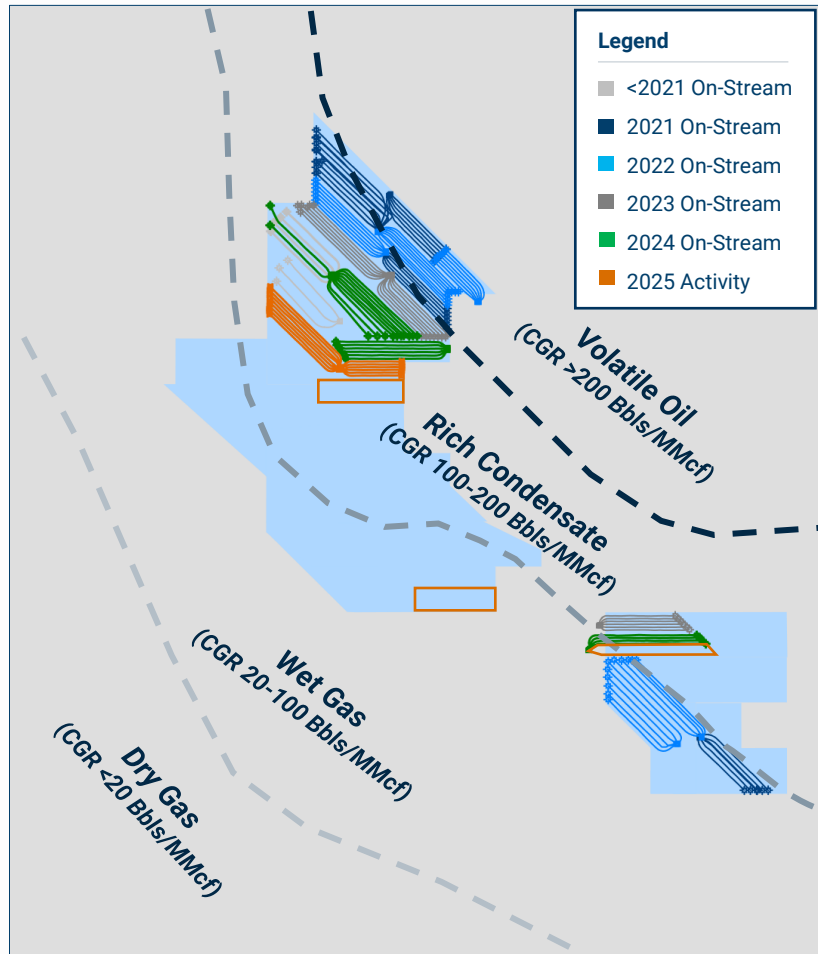 Legend
<2021 On-Stream
2021 On-Stream
2022 On-Stream
2023 On-Stream
2024 On-Stream
2025 Activity
Volatile Oil
(CGR >200 Bbls/MMcf)
Rich Condensate
(CGR 100-200 Bbls/MMcf)
Wet Gas
(CGR 20-100 Bbls/MMcf)
Dry Gas
(CGR <20 Bbls/MMcf)